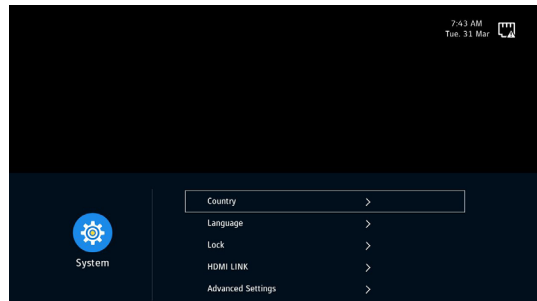 7:43 AM
Tue. 31 Mar
Country
Language
Lock
System
HDMI LINK
Advanced Settings